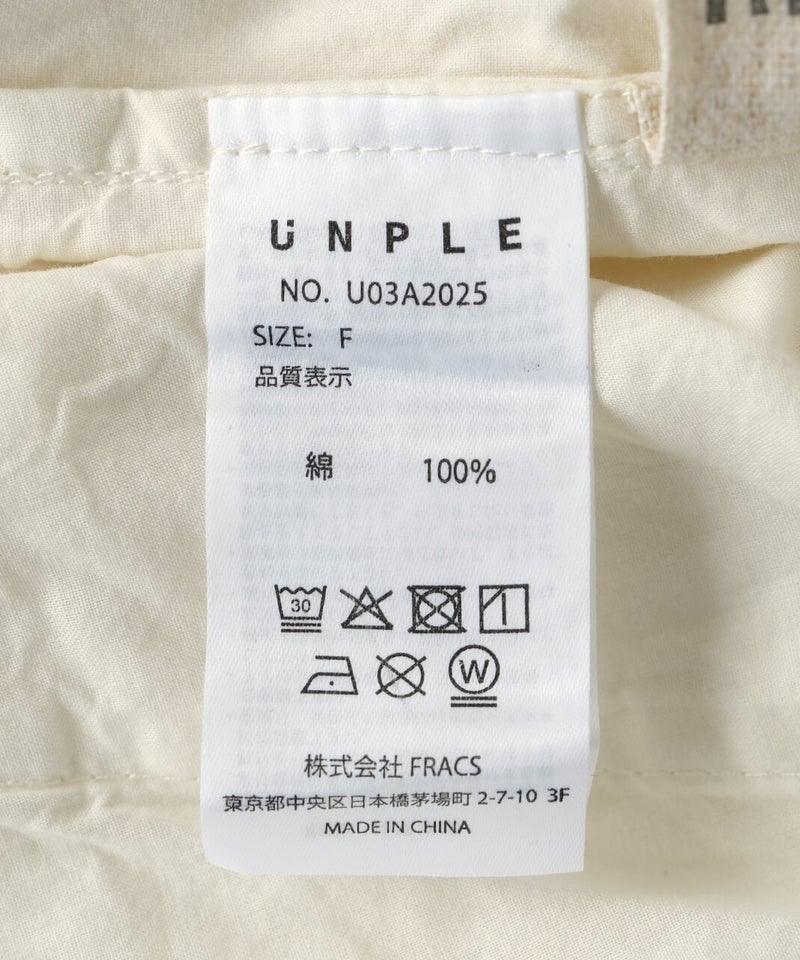 UNPLE
NO. U03A2025
SIZE: F
品質表示
綿 100%
30
W
株式会社 FRACS
東京都中央区日本橋茅場町 2-7-10 3F
MADE IN CHINA